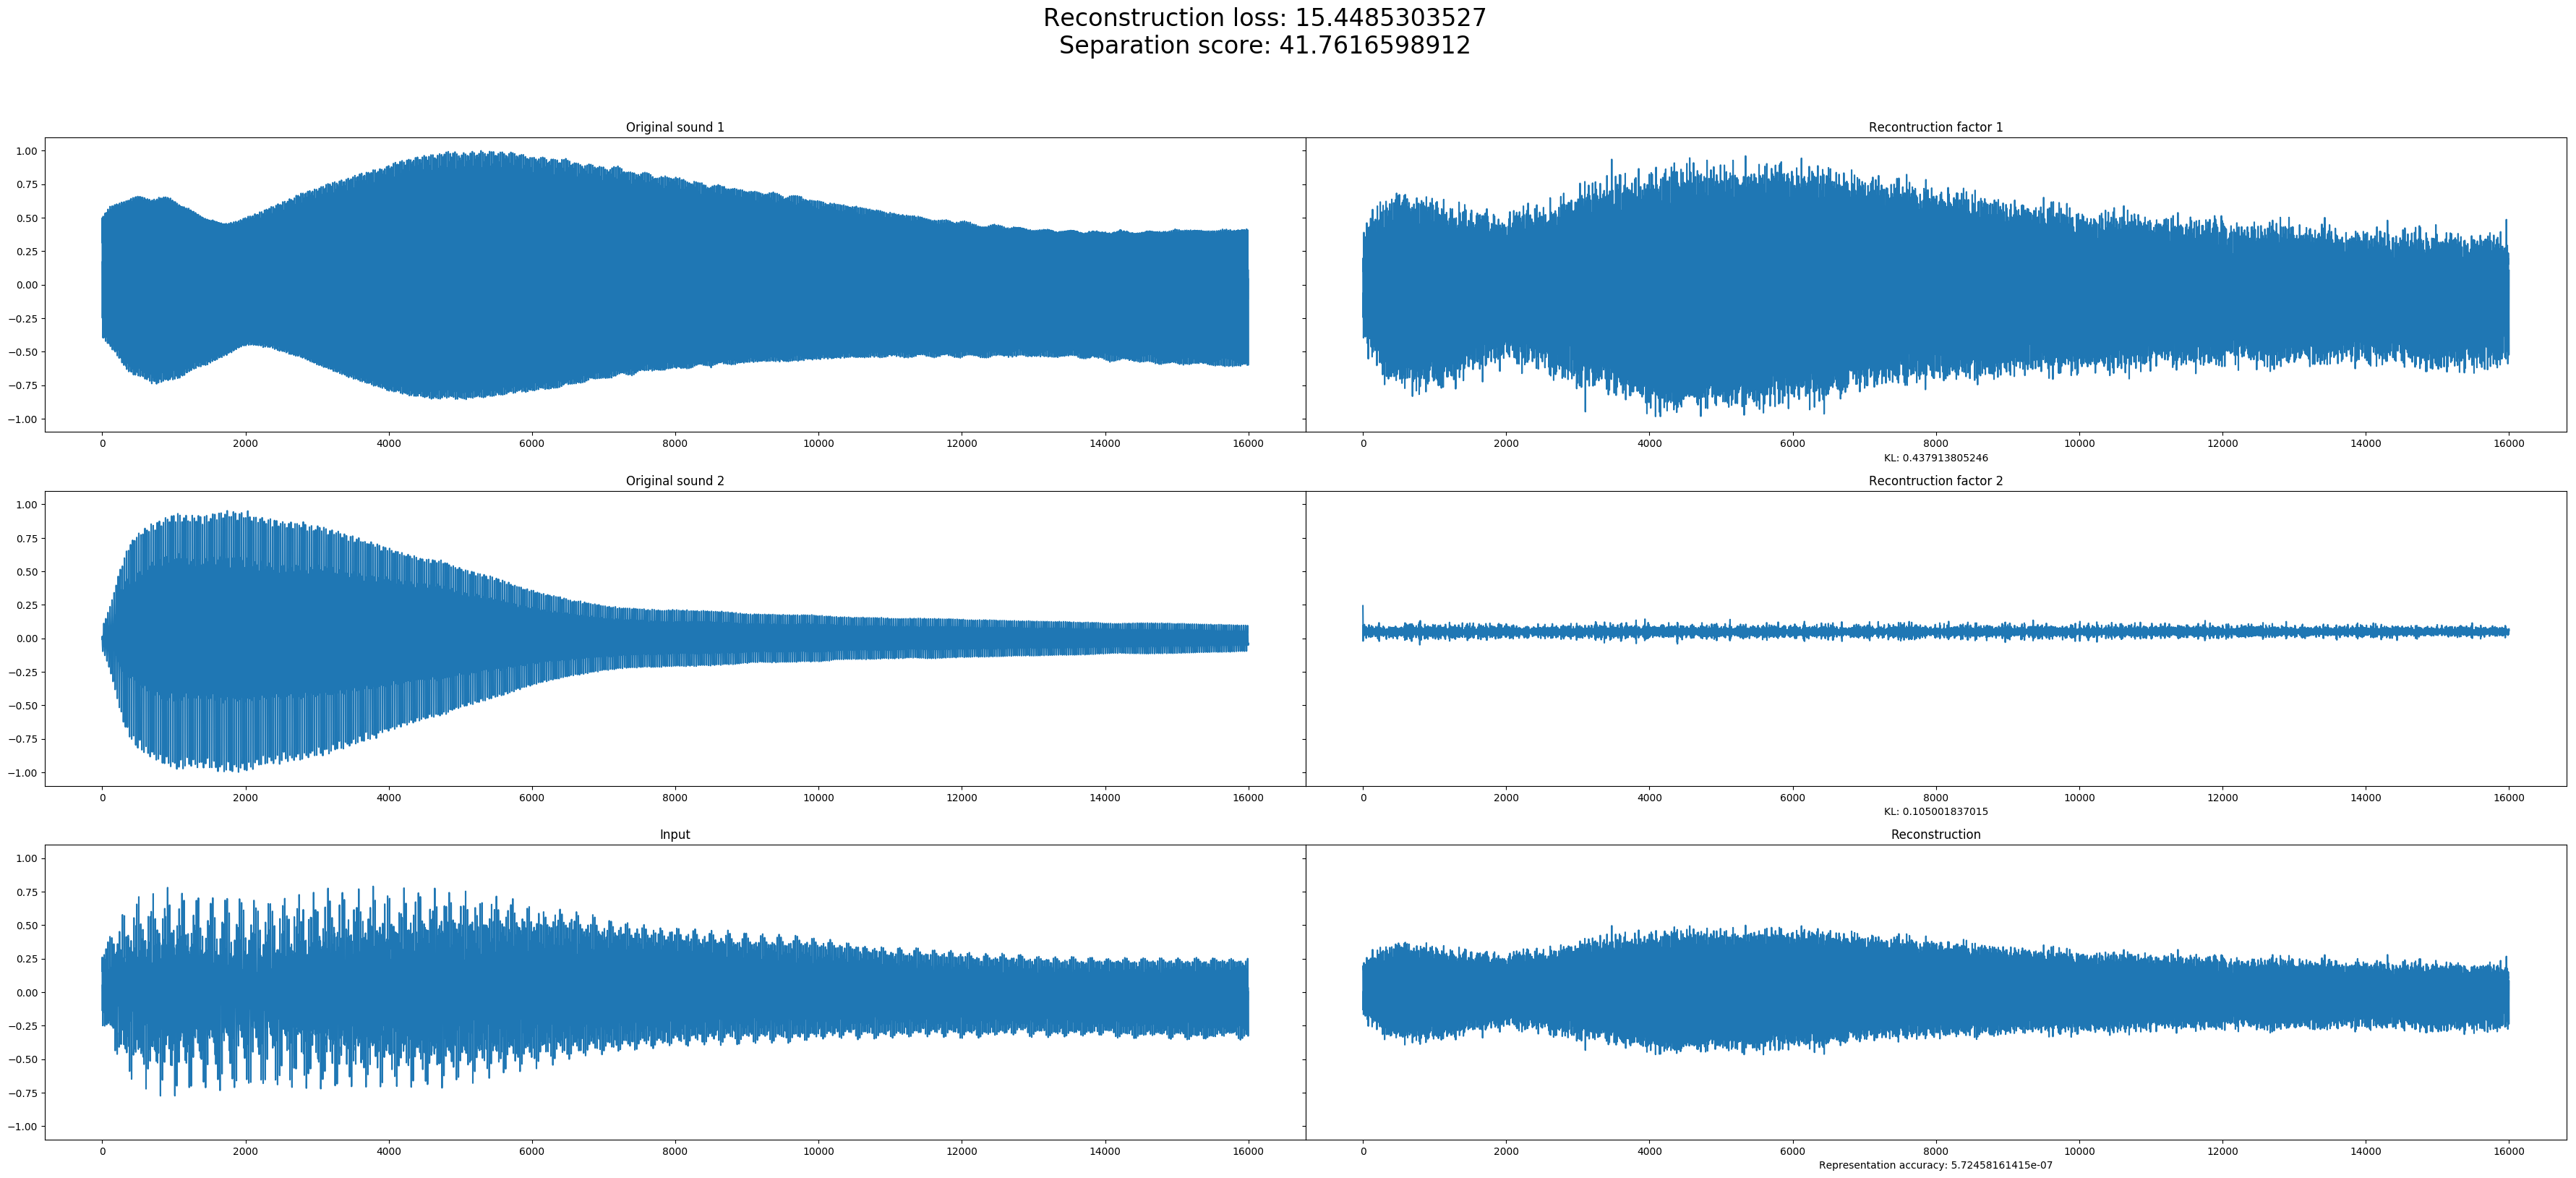 Reconstruction loss: 15.4485303527
Separation score: 41.7616598912
Original sound 1
Recontruction factor 1
1.00
0.75
0.50
0.25
0.00
−0.25
−0.50
−0.75
−1.00
0 2000 4000 6000 8000 10000 12000 14000 16000
0 2000 4000 6000 8000 10000 12000 14000 16000
KL: 0.437913805246
Original sound 2
Recontruction factor 2
1.00
0.75
0.50
0.25
0.00
−0.25
−0.50
−0.75
−1.00
0 2000 4000 6000 8000 10000 12000 14000 16000
0 2000 4000 6000 8000 10000 12000 14000 16000
KL: 0.105001837015
Input
Reconstruction
1.00
0.75
0.50
0.25
0.00
−0.25
−0.50
−0.75
−1.00
0 2000 4000 6000 8000 10000 12000 14000 16000
0 2000 4000 6000 8000 10000 12000 14000 16000
Representation accuracy: 5.72458161415e-07